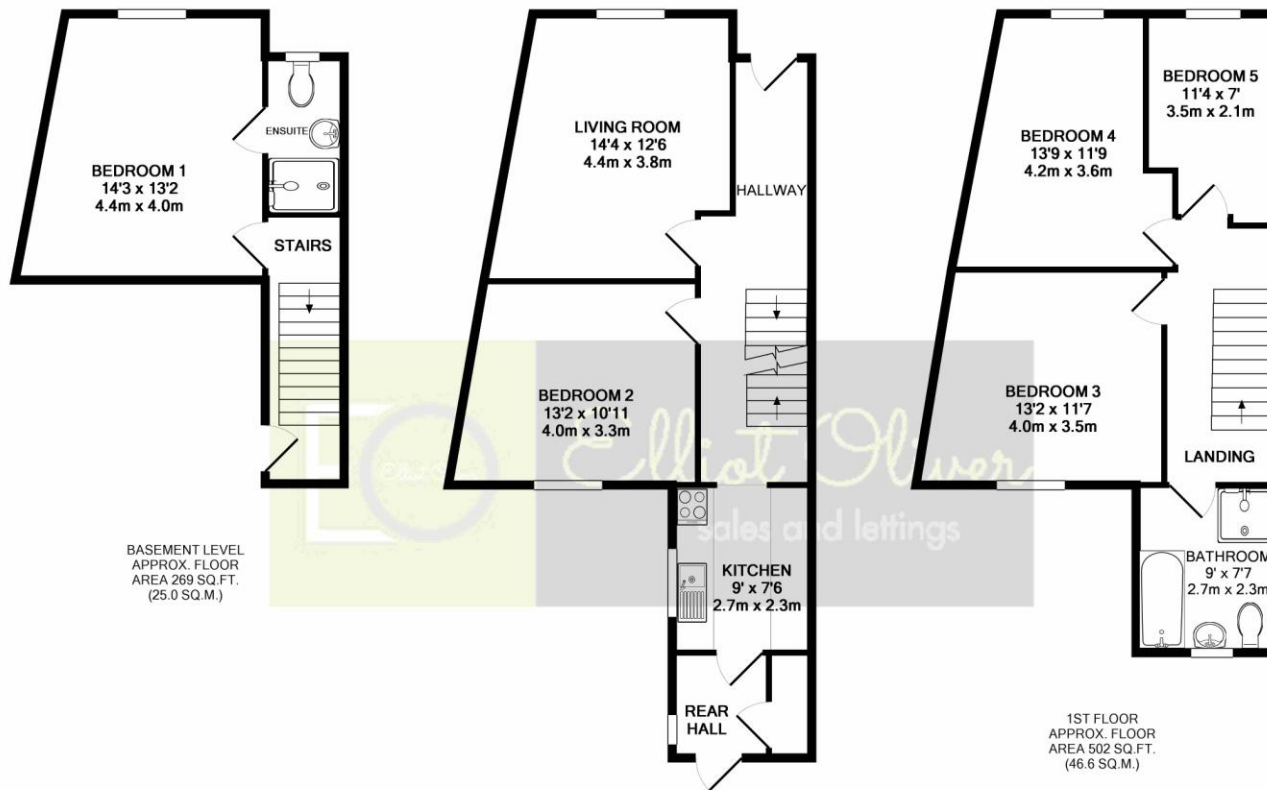 BEDROOM 1
14'3 x 13'2
4.4m x 4.0m
ENSUITE
STAIRS
BASEMENT LEVEL
APPROX. FLOOR
AREA 269 SQ.FT.
(25.0 SQ.M.)
LIVING ROOM
14'4 x 12'6
4.4m x 3.8m
HALLWAY
BEDROOM 2
13'2 x 10'11
4.0m x 3.3m
KITCHEN
9' x 7'6
2.7m x 2.3m
REAR
HALL
BEDROOM 5
11'4 x 7'
3.5m x 2.1m
BEDROOM 4
13'9 x 11'9
4.2m x 3.6m
BEDROOM 3
13'2 x 11'7
4.0m x 3.5m
LANDING
BATHROOM
9' x 7'7
2.7m x 2.3m
1ST FLOOR
APPROX. FLOOR
AREA 502 SQ.FT.
(46.6 SQ.M.)
Elliot Oliver
sales and lettings